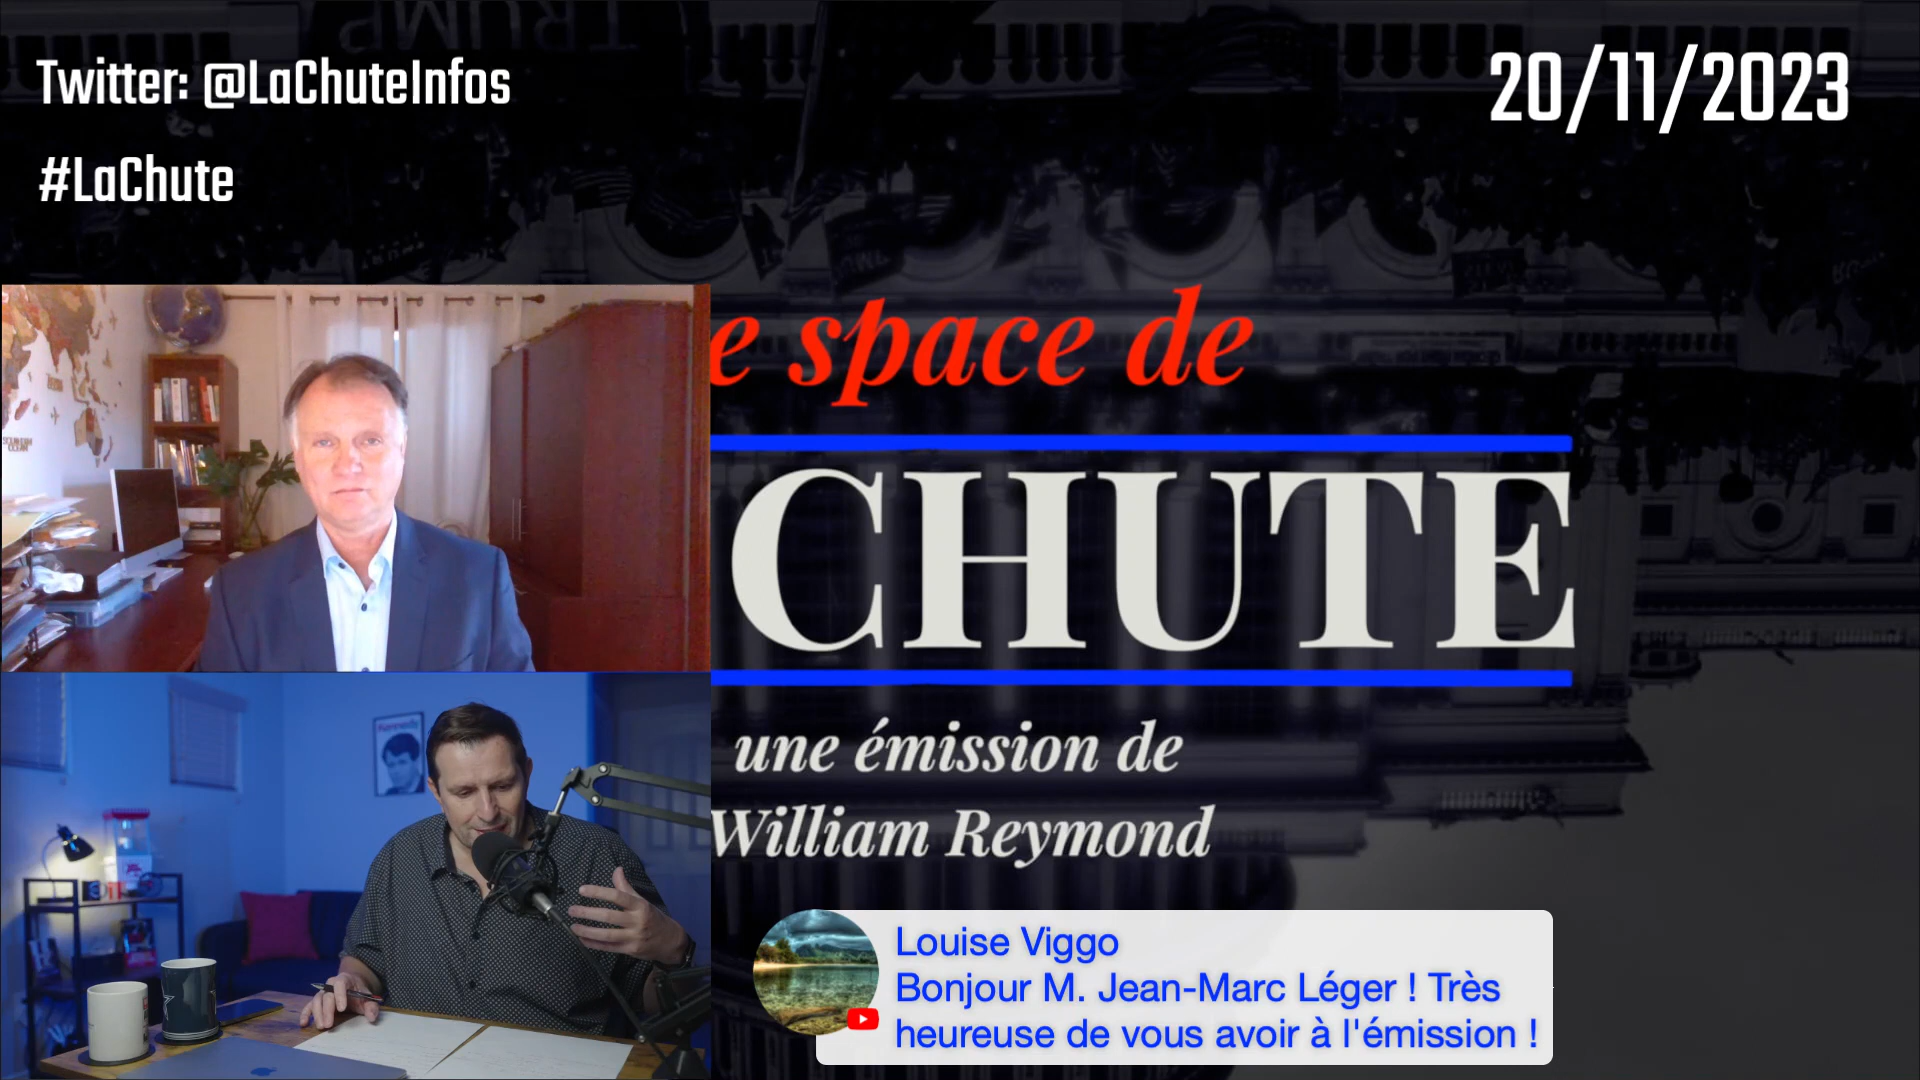 Twitter: @LaChuteInfos
#LaChute
20/11/2023
e space de
CHUTE
une émission de
William Reymond
Kennedy
Louise Viggo
Bonjour M. Jean-Marc Léger ! Très
heureuse de vous avoir à l'émission !